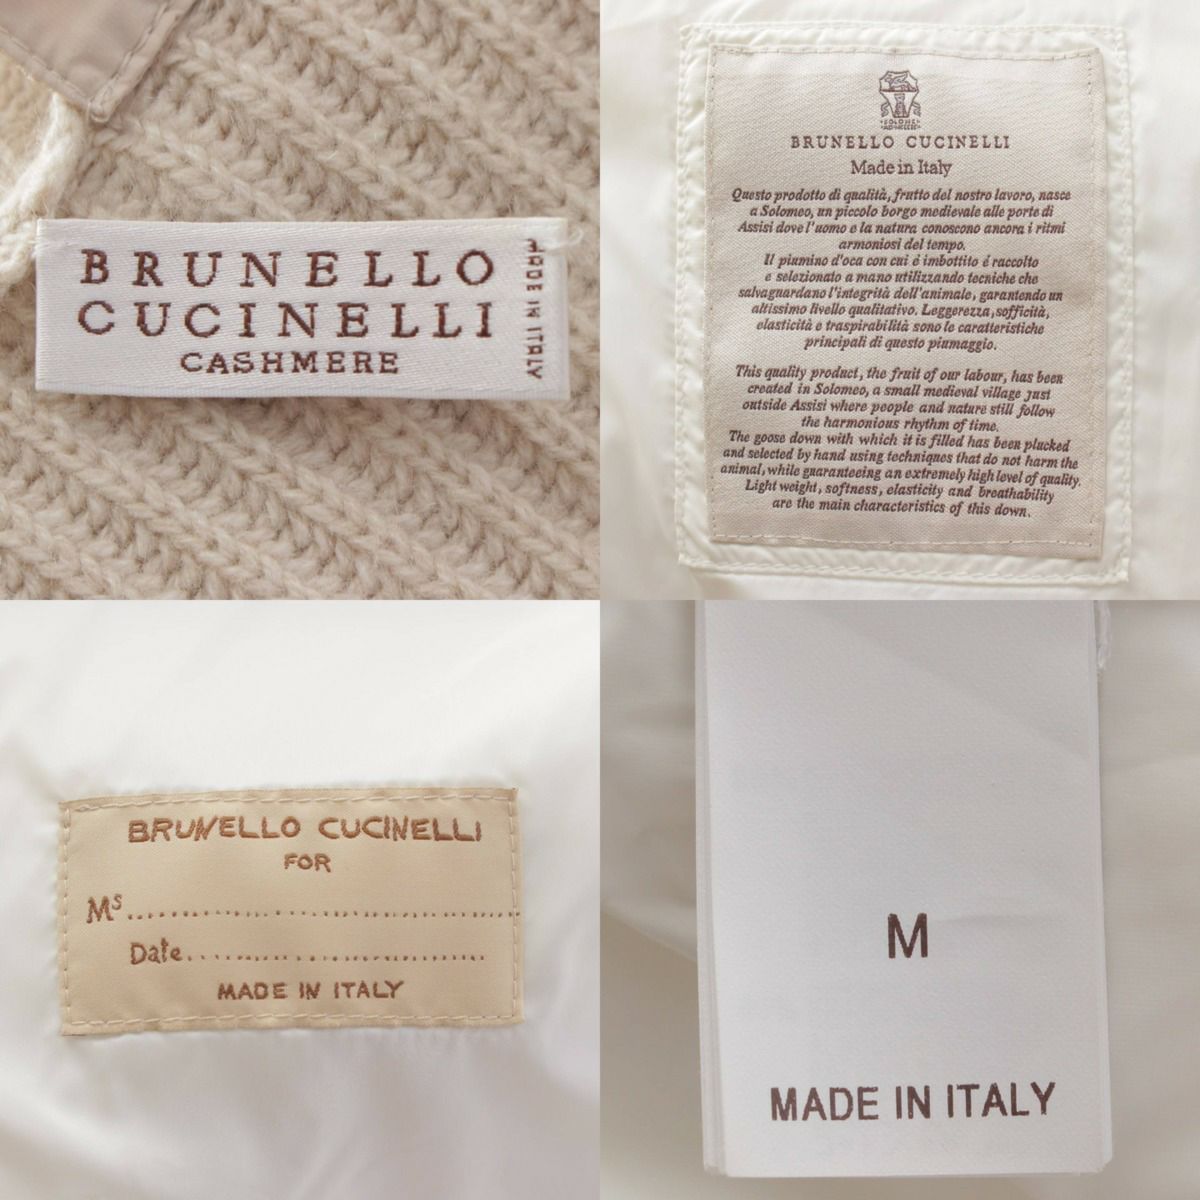 BRUNELLO
CUCINELLI
CASHMERE
MADE IN ITALY
SOLOMEO
BRUNELLO CUCINELLI
Made in Italy
Questo prodotto di qualità, frutto del nostro lavoro, nasce
a Solomeo, un piccolo borgo medievale alle porte di
Assisi dove l'uomo e la natura conoscono ancora i ritmi
armoniosi del tempo.
Il piumino d'oca con cui é imbottito é raccolto
e selezionato a mano utilizzando tecniche che
salvaguardano l'integrità dell'animale, garantendo un
altissimo livello qualitativo. Leggerezza, sofficità,
elasticità e traspirabilità sono le caratteristiche
principali di questo piumaggio.
This quality product, the fruit of our labour, has been
created in Solomeo, a small medieval village just
outside Assisi where people and nature still follow
the harmonious rhythm of time.
The goose down with which it is filled has been plucked
and selected by hand using techniques that do not harm the
animal, while guaranteeing an extremely high level of quality.
Light weight, softness, elasticity and breathability
are the main characteristics of this down.
BRUNELLO CUCINELLI
FOR
Ms....................................................
Date........................................
MADE IN ITALY
M
MADE IN ITALY